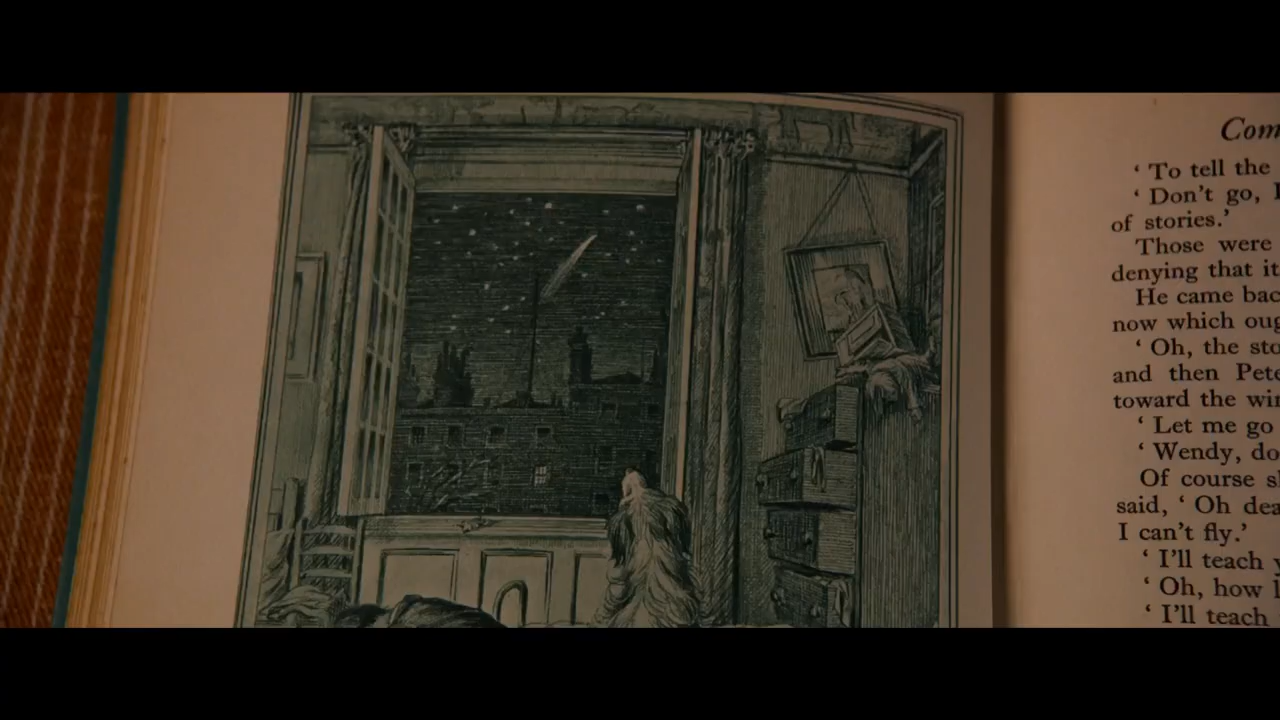 Com
‘ To tell the
‘ Don't go,
of stories.’
Those were
denying that it
He came bac
now which oug
‘ Oh, the sto
and then Pete
toward the win
‘ Let me go
‘ Wendy, do
Of course s
said, ‘ Oh dea
I can't fly.’
‘ I'll teach
‘ Oh, how
‘ I'll teach